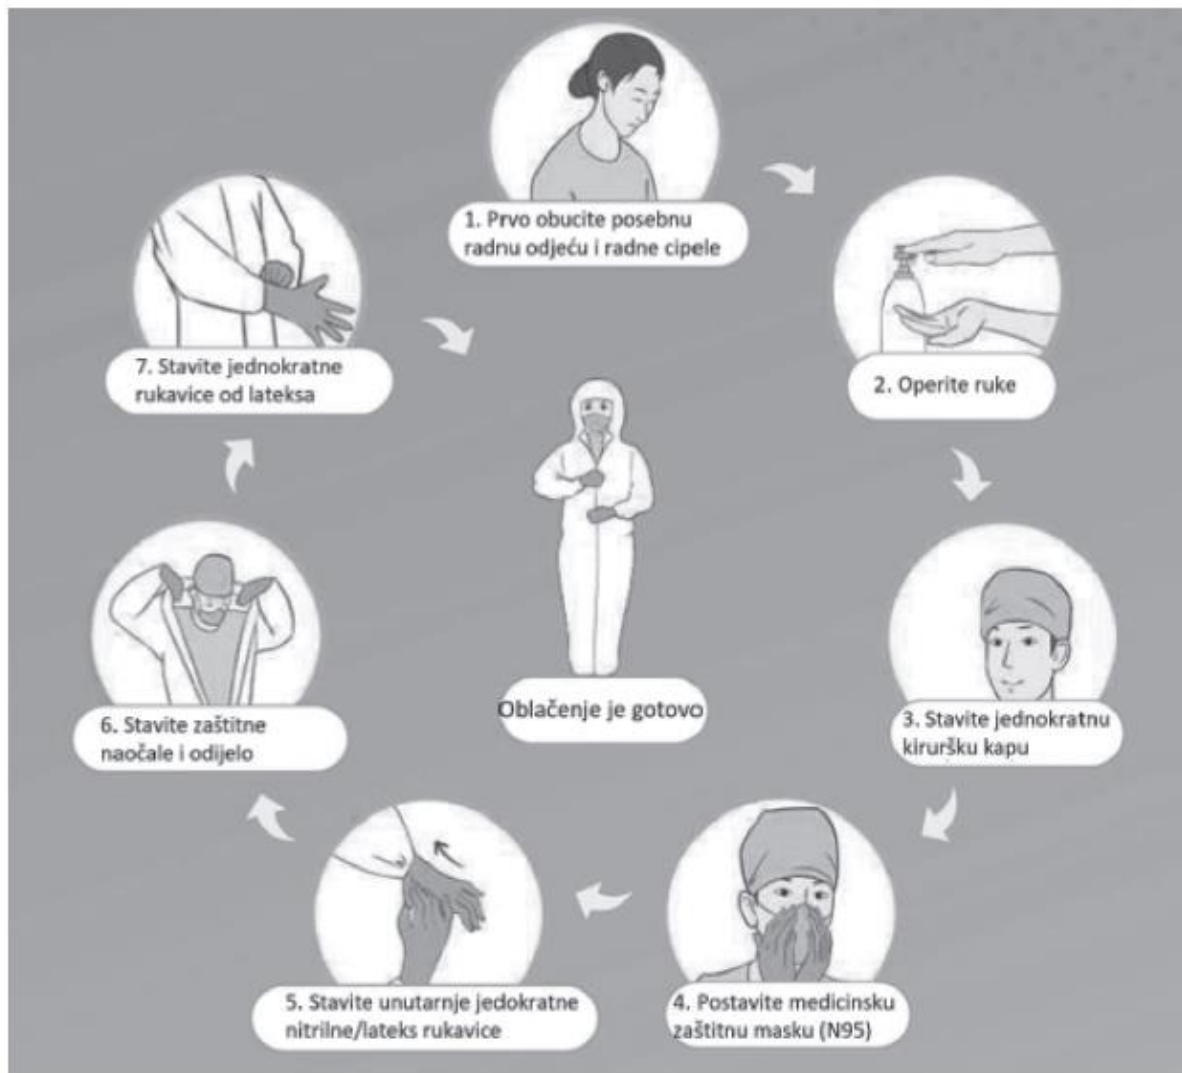 1. Prvo obucite posebnu
radnu odjeću i radne cipele
2. Operite ruke
3. Stavite jednokratnu
kiruršku kapu
4. Postavite medicinsku
zaštitnu masku (N95)
5. Stavite unutarnje jedokratne
nitrilne/lateks rukavice
6. Stavite zaštitne
naočale i odijelo
7. Stavite jednokratne
rukavice od lateksa
Oblačenje je gotovo